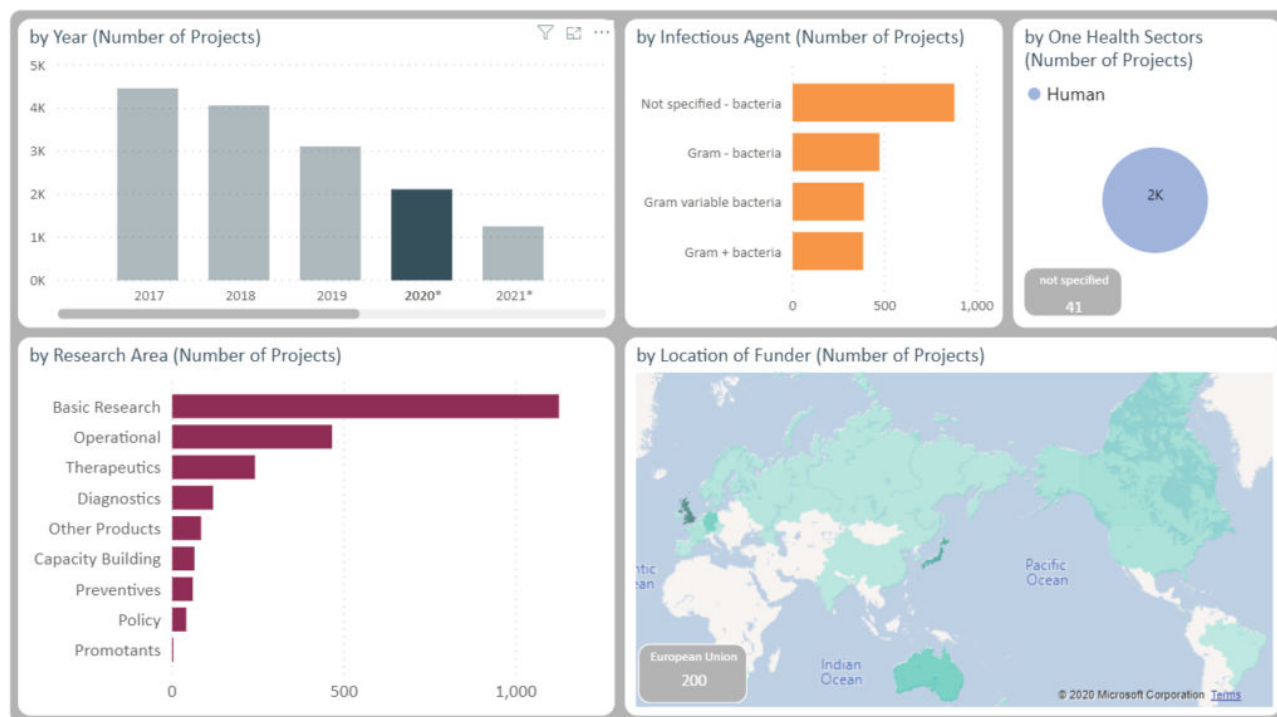 by Year (Number of Projects)
5K
4K
3K
2K
1K
0K
2017
2018
2019
2020*
2021*
by Infectious Agent (Number of Projects)
Not specified - bacteria
Gram - bacteria
Gram variable bacteria
Gram + bacteria
0
500
1,000
by One Health Sectors
(Number of Projects)
Human
2K
not specified
41
by Research Area (Number of Projects)
Basic Research
Operational
Therapeutics
Diagnostics
Other Products
Capacity Building
Preventives
Policy
Promotants
0
500
1,000
by Location of Funder (Number of Projects)
ntic
ean
Pacific
Ocean
Indian
Ocean
European Union
200
© 2020 Microsoft Corporation Terms